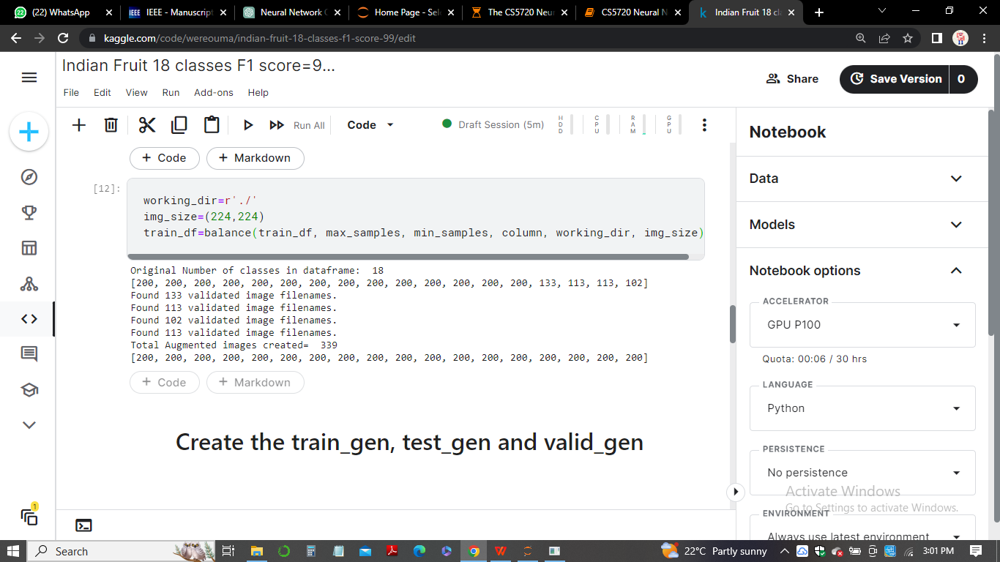 (22) WhatsApp
IEEE - Manuscript
Neural Network C
Home Page - Sele
The CS5720 Neur
CS5720 Neural N
Indian Fruit 18 cl
kaggle.com/code/wereouma/indian-fruit-18-classes-f1-score-99/edit
Indian Fruit 18 classes F1 score=9...
File Edit View Run Add-ons Help
Share
Save Version 0
Run All
Code
Draft Session (5m)
HDD
CPU
RAM
GPU
+ Code
+ Markdown
[12]:
working_dir=r'./'
img_size=(224,224)
train_df=balance(train_df, max_samples, min_samples, column, working_dir, img_size)
Original Number of classes in dataframe:  18
[200, 200, 200, 200, 200, 200, 200, 200, 200, 200, 200, 200, 200, 200, 133, 113, 113, 102]
Found 133 validated image filenames.
Found 113 validated image filenames.
Found 102 validated image filenames.
Found 113 validated image filenames.
Total Augmented images created=  339
[200, 200, 200, 200, 200, 200, 200, 200, 200, 200, 200, 200, 200, 200, 200, 200, 200, 200]
+ Code
+ Markdown
Create the train_gen, test_gen and valid_gen
Notebook
Data
Models
Notebook options
ACCELERATOR
GPU P100
Quota: 00:06 / 30 hrs
LANGUAGE
Python
PERSISTENCE
No persistence
Activate Windows
Go to Settings to activate Windows.
ENVIRONMENT
Always use latest environment
1
Search
22°C Partly sunny
3:01 PM